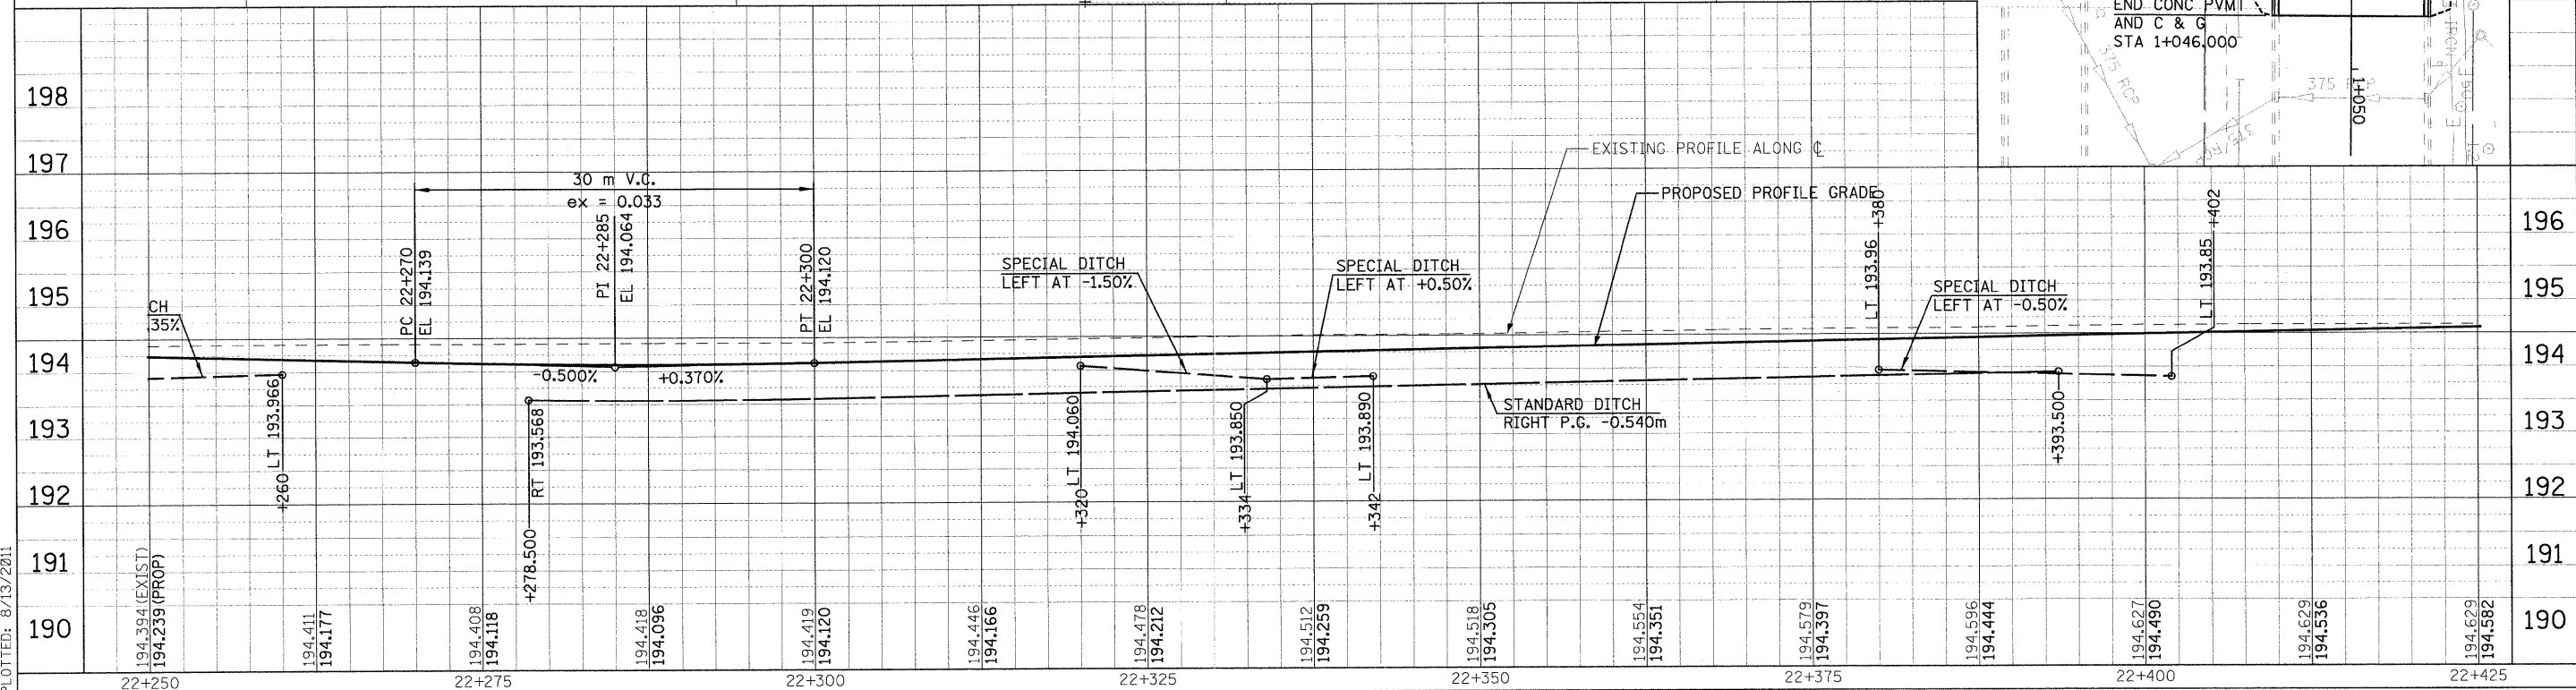 END CONC PVMT
AND C & G
STA 1+046.000
375 RCP
375 RCP
375 RCP
1+050
198
197
196
195
194
193
192
191
190
196
195
194
193
192
191
190
30 m V.C.
ex = 0.033
PC 22+270
EL 194.139
PI 22+285
EL 194.064
PT 22+300
EL 194.120
EXISTING PROFILE ALONG ℄
PROPOSED PROFILE GRADE
CH
.35%
SPECIAL DITCH
LEFT AT -1.50%
SPECIAL DITCH
LEFT AT +0.50%
SPECIAL DITCH
LEFT AT -0.50%
STANDARD DITCH
RIGHT P.G. -0.540m
-0.500%
+0.370%
+260 LT 193.966
+278.500 RT 193.568
+320 LT 194.060
+334 LT 193.850
+342 LT 193.890
LT 193.96 +380
+393.500
LT 193.85 +402
194.394 (EXIST)
194.239 (PROP)
194.411
194.177
194.408
194.118
194.418
194.096
194.419
194.120
194.446
194.166
194.478
194.212
194.512
194.259
194.518
194.305
194.554
194.351
194.579
194.397
194.596
194.444
194.627
194.490
194.629
194.536
194.629
194.582
22+250
22+275
22+300
22+325
22+350
22+375
22+400
22+425
PLOTTED: 8/13/2011